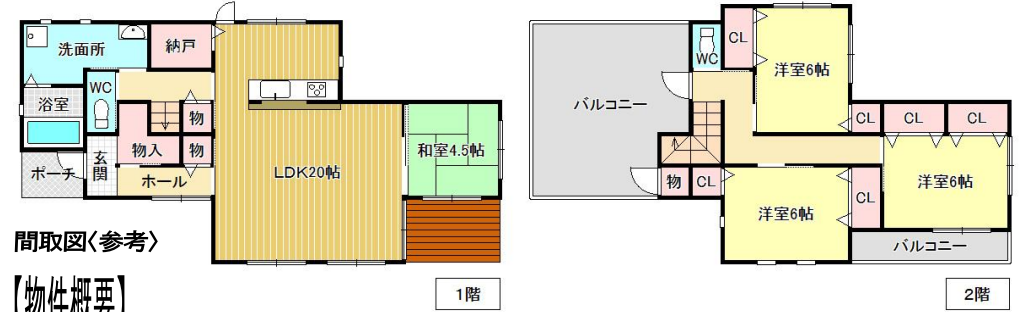 洗面所
納戸
WC
浴室
物
物入
物
玄関
ポーチ
ホール
LDK20帖
和室4.5帖
間取図〈参考〉
【物件概要】
1階
バルコニー
WC
CL
洋室6帖
CL
CL
CL
物
CL
洋室6帖
CL
洋室6帖
バルコニー
2階